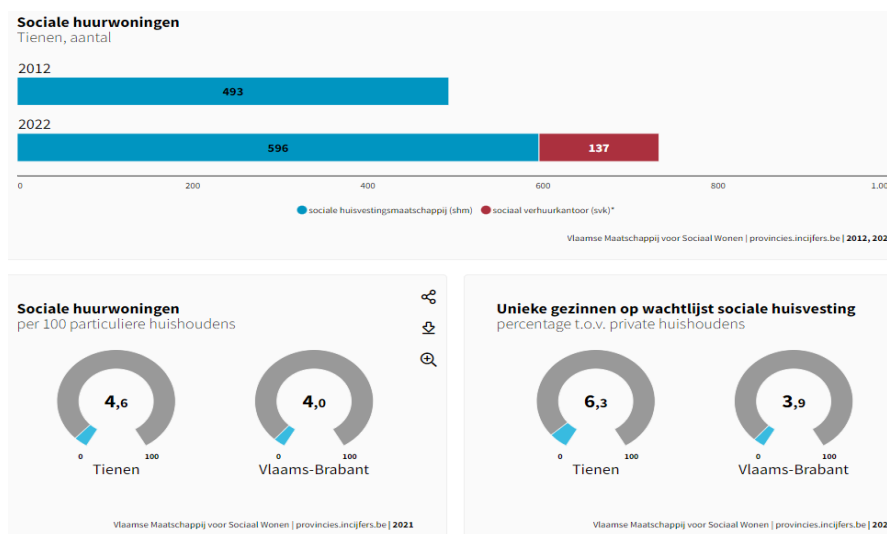 Sociale huurwoningen
Tienen, aantal
2012
493
2022
596 137
0 200 400 600 800 1.00
sociale huisvestingsmaatschappij (shm) sociaal verhuurkantoor (svk)*
Vlaamse Maatschappij voor Sociaal Wonen | provincies.incijfers.be | 2012, 202
Sociale huurwoningen
per 100 particuliere huishoudens
4,6 4,0
0 100 0 100
Tienen Vlaams-Brabant
Vlaamse Maatschappij voor Sociaal Wonen | provincies.incijfers.be | 2021
Unieke gezinnen op wachtlijst sociale huisvesting
percentage t.o.v. private huishoudens
6,3 3,9
0 100 0 100
Tienen Vlaams-Brabant
Vlaamse Maatschappij voor Sociaal Wonen | provincies.incijfers.be | 202